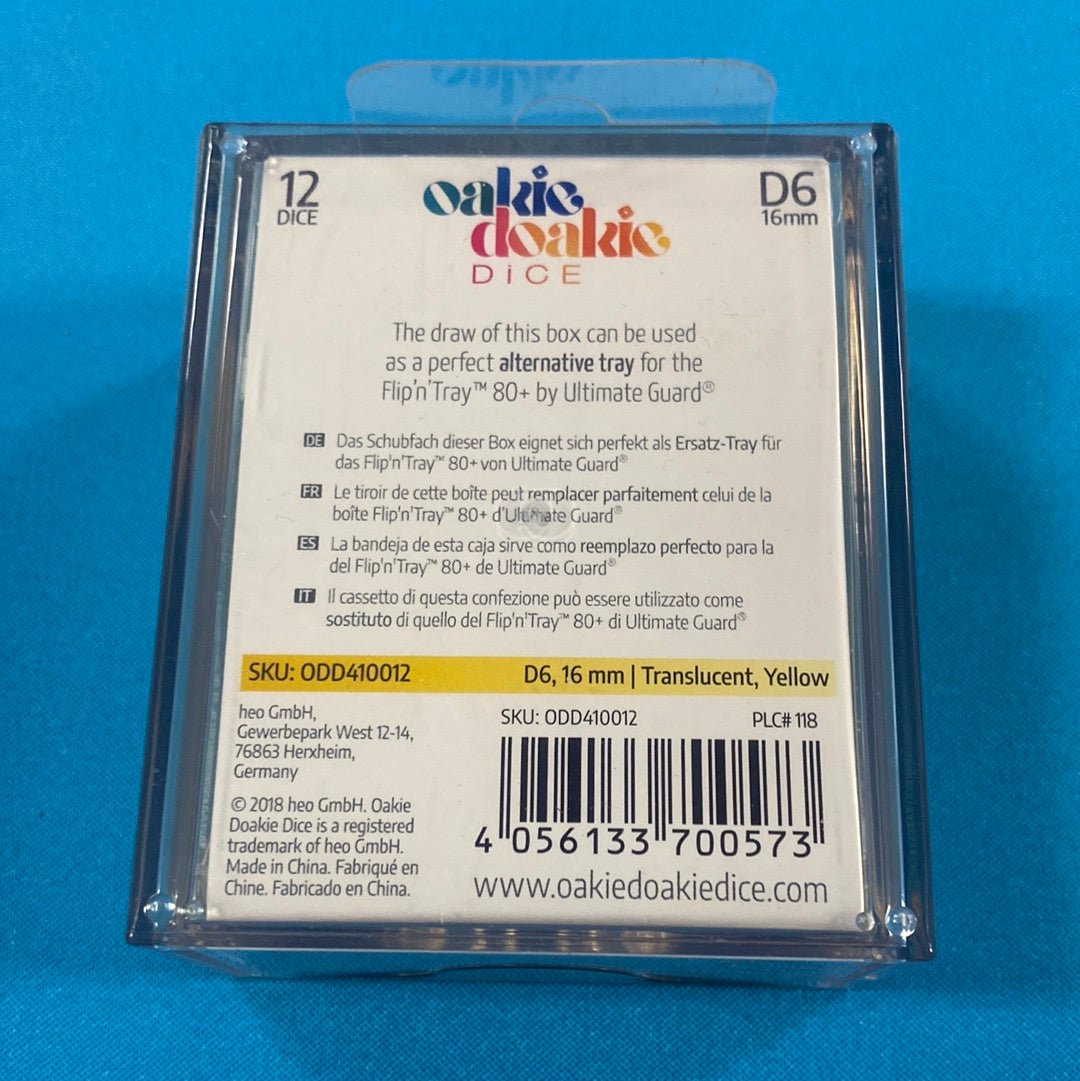 12
DICE
oakie
doakie
DiCE
D6
16mm
The draw of this box can be used
as a perfect alternative tray for the
Flip'n'Tray™ 80+ by Ultimate Guard®
DE Das Schubfach dieser Box eignet sich perfekt als Ersatz-Tray für
das Flip'n'Tray™ 80+ von Ultimate Guard®
FR Le tiroir de cette boîte peut remplacer parfaitement celui de la
boîte Flip'n'Tray™ 80+ d'Ultimate Guard®
ES La bandeja de esta caja sirve como reemplazo perfecto para la
del Flip'n'Tray™ 80+ de Ultimate Guard®
IT Il cassetto di questa confezione può essere utilizzato come
sostituto di quello del Flip'n'Tray™ 80+ di Ultimate Guard®
SKU: ODD410012 D6, 16 mm | Translucent, Yellow
heo GmbH,
Gewerbepark West 12-14,
76863 Herxheim,
Germany
© 2018 heo GmbH. Oakie
Doakie Dice is a registered
trademark of heo GmbH.
Made in China. Fabriqué en
Chine. Fabricado en China.
SKU: ODD410012 PLC# 118
4 056133 700573
www.oakiedoakiedice.com